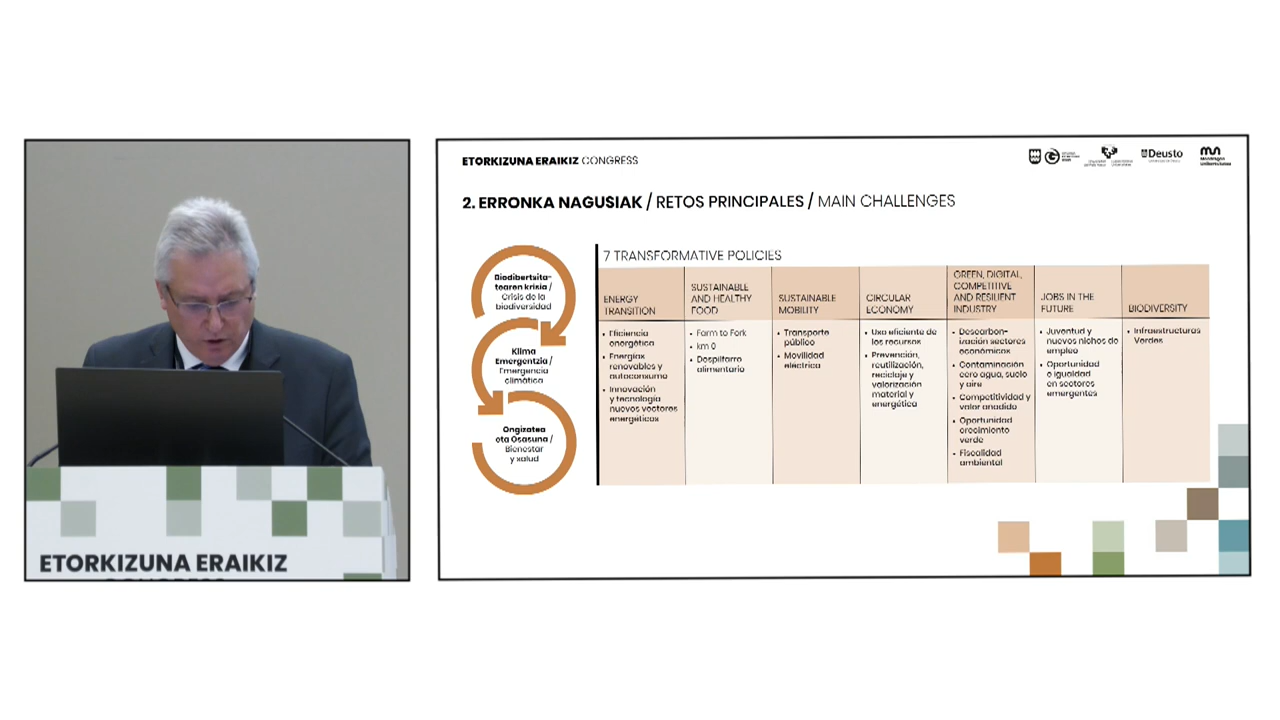 ETORKIZUNA ERAIKIZ CONGRESS
Deusto
2. ERRONKA NAGUSIAK / RETOS PRINCIPALES / MAIN CHALLENGES
Biodibertsita-
tearen krisia /
Crisis de la
biodiversidad
Klima
Emergentzia /
Emergencia
climática
Ongizatea
eta Osasuna /
Bienestar
y salud
7 TRANSFORMATIVE POLICIES
ENERGY
TRANSITION
• Eficiencia
energética
• Energías
renovables y
autoconsumo
• Innovación
y tecnología
nuevos vectores
energéticos
SUSTAINABLE
AND HEALTHY
FOOD
• Farm to Fork
• km 0
• Despilfarro
alimentario
SUSTAINABLE
MOBILITY
• Transporte
público
• Movilidad
eléctrica
CIRCULAR
ECONOMY
• Uso eficiente de
los recursos
• Prevención,
reutilización,
reciclaje y
valorización
material y
energética
GREEN, DIGITAL,
COMPETITIVE
AND RESILIENT
INDUSTRY
• Descarbon-
ización sectores
económicos
• Contaminación
cero agua, suelo
y aire
• Competitividad y
valor añadido
• Oportunidad
crecimiento
verde
• Fiscalidad
ambiental
JOBS IN THE
FUTURE
• Juventud y
nuevos nichos de
empleo
• Oportunidad
e igualdad
en sectores
emergentes
BIODIVERSITY
• Infraestructuras
Verdes
ETORKIZUNA ERAIKIZ
CONGRESS